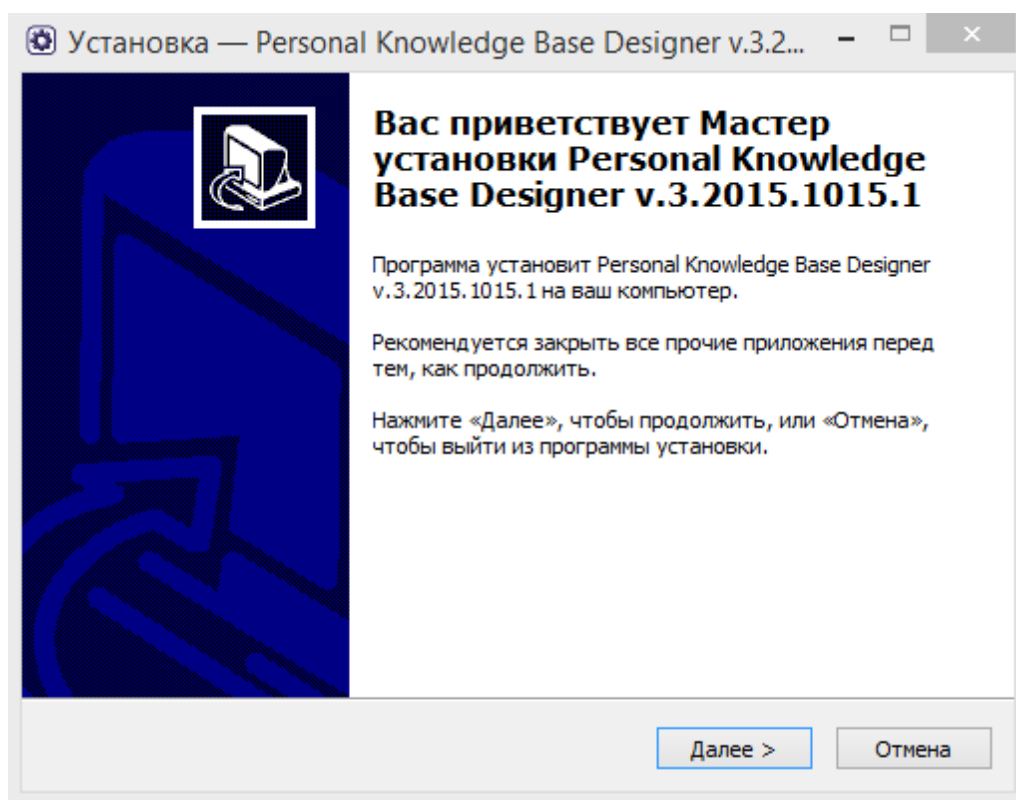 Установка — Personal Knowledge Base Designer v.3.2...
Вас приветствует Мастер
установки Personal Knowledge
Base Designer v.3.2015.1015.1
Программа установит Personal Knowledge Base Designer
v.3.2015.1015.1 на ваш компьютер.
Рекомендуется закрыть все прочие приложения перед
тем, как продолжить.
Нажмите «Далее», чтобы продолжить, или «Отмена»,
чтобы выйти из программы установки.
Далее >
Отмена